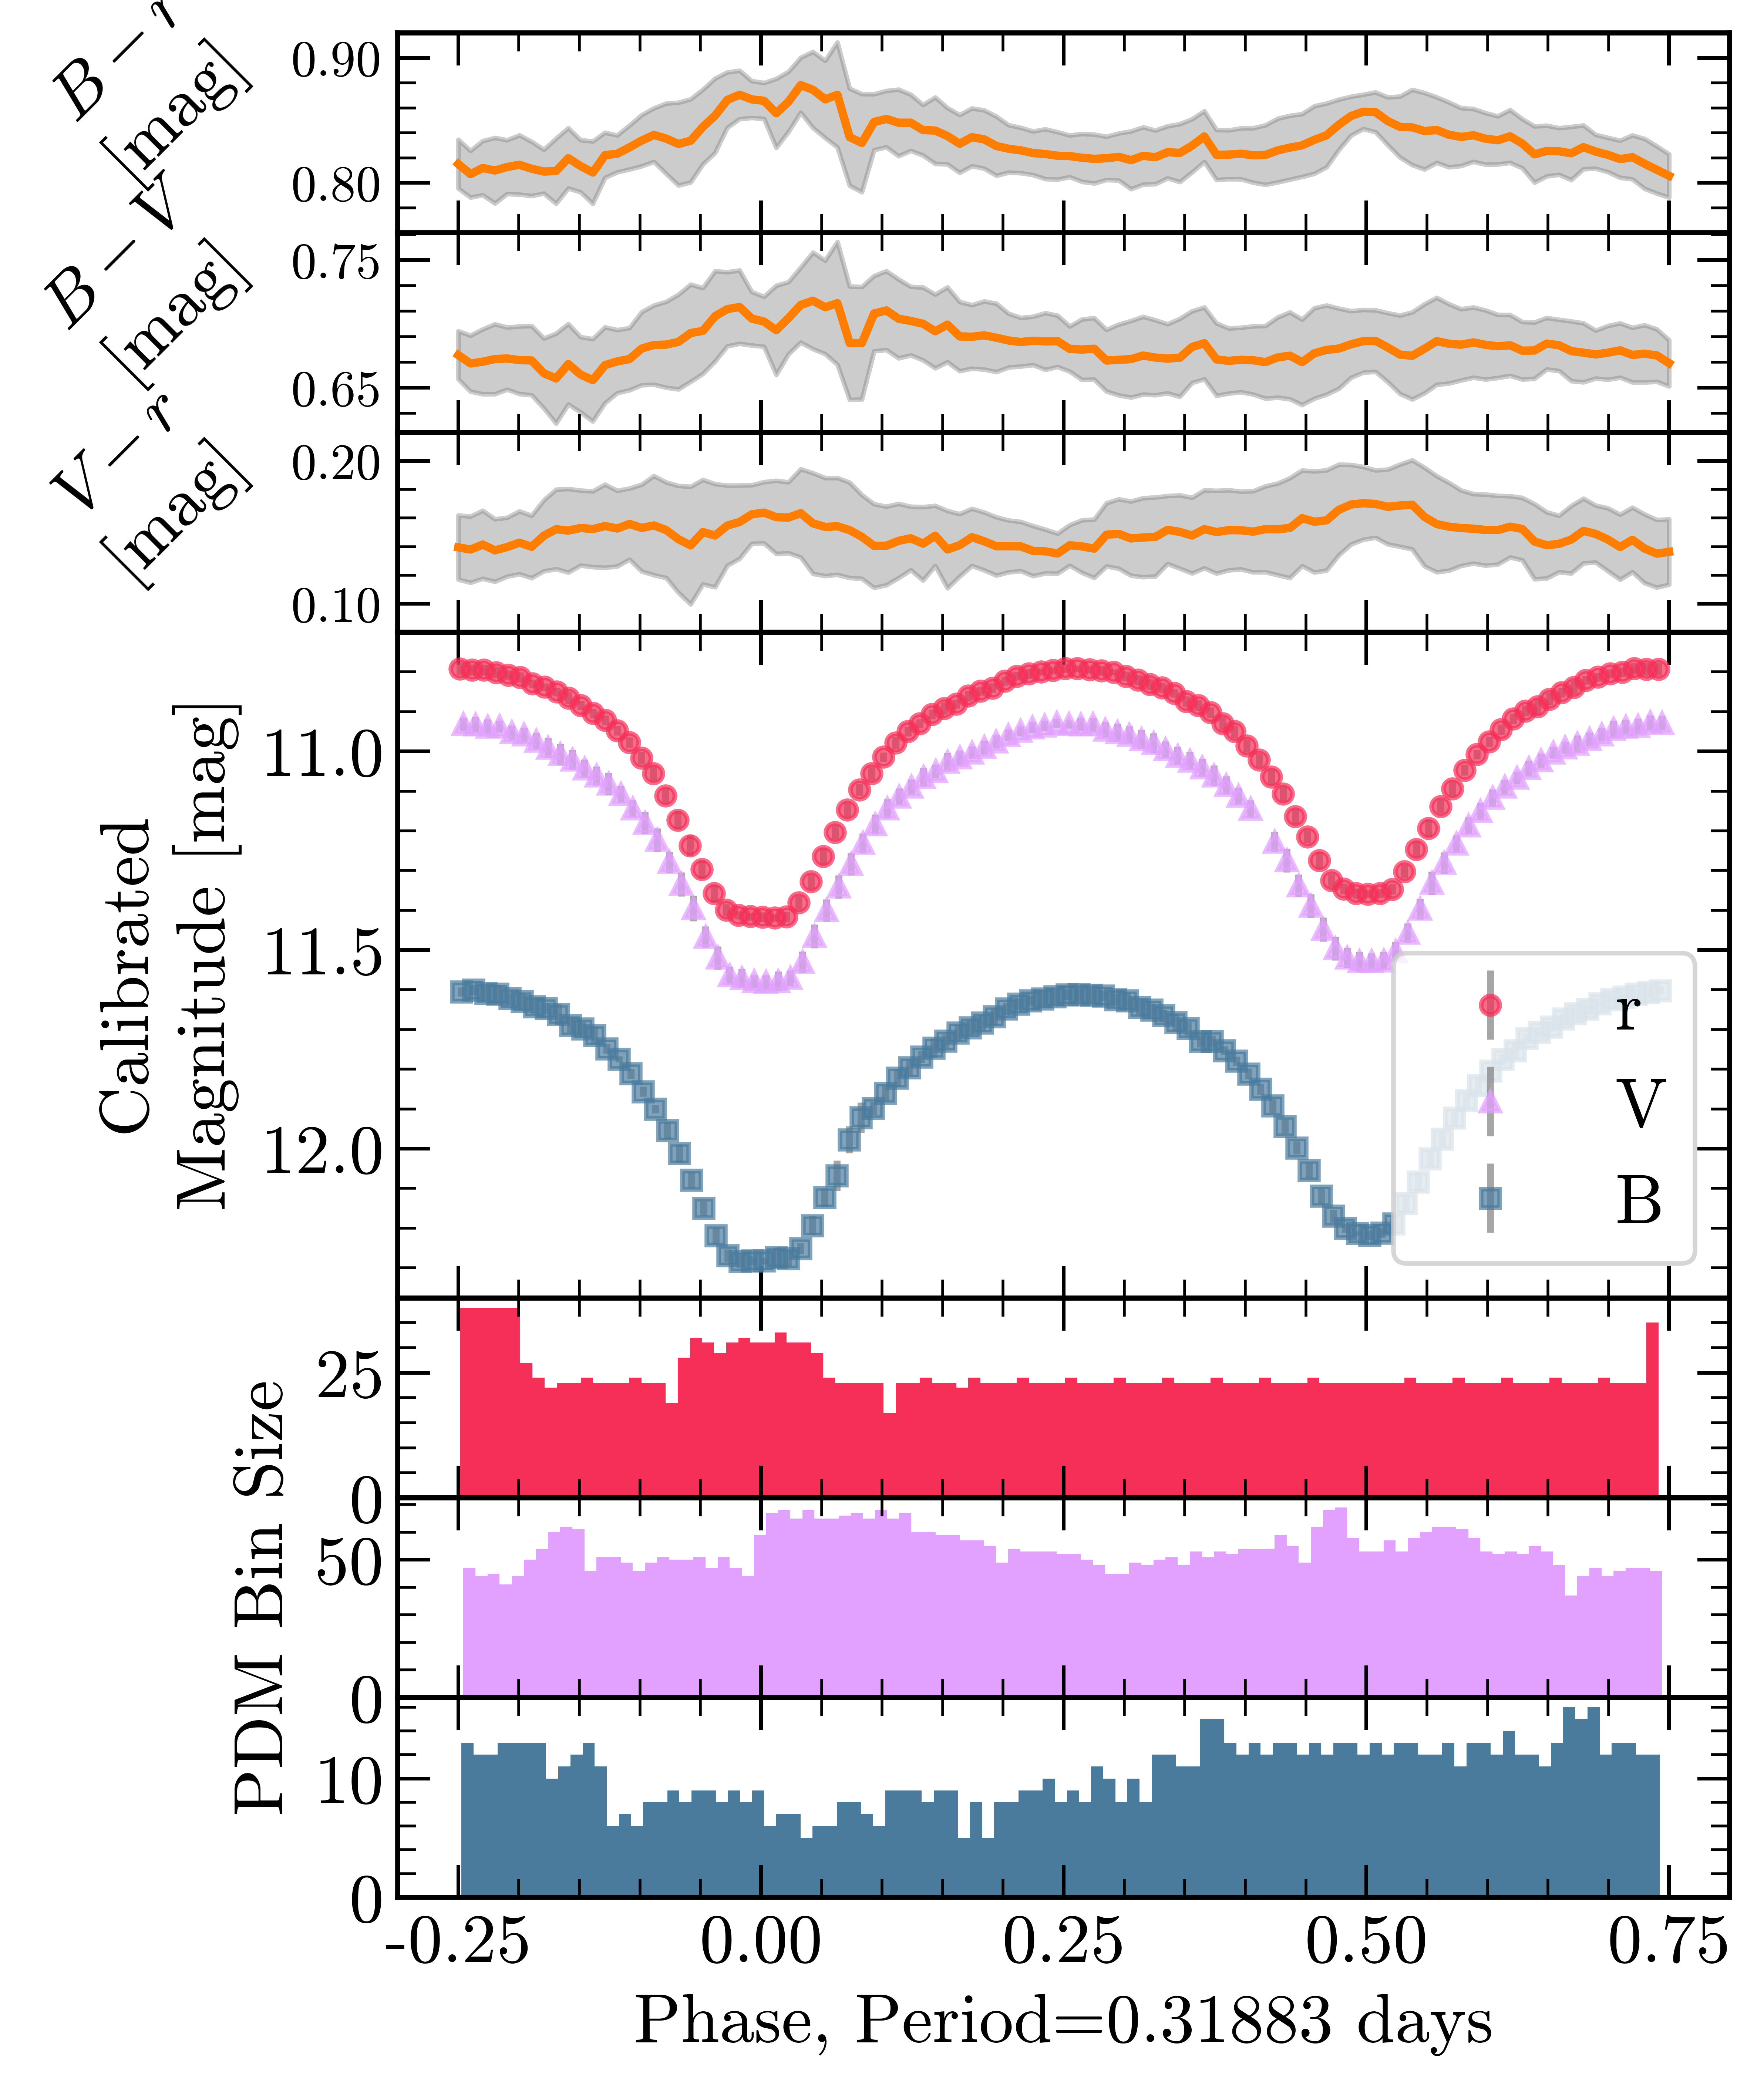 B − r
[mag]
0.90
0.80
B − V
[mag]
0.75
0.65
V − r
[mag]
0.20
0.10
Calibrated
Magnitude [mag]
11.0
11.5
12.0
r
V
B
PDM Bin Size
25
0
50
0
10
0
-0.25 0.00 0.25 0.50 0.75
Phase, Period=0.31883 days